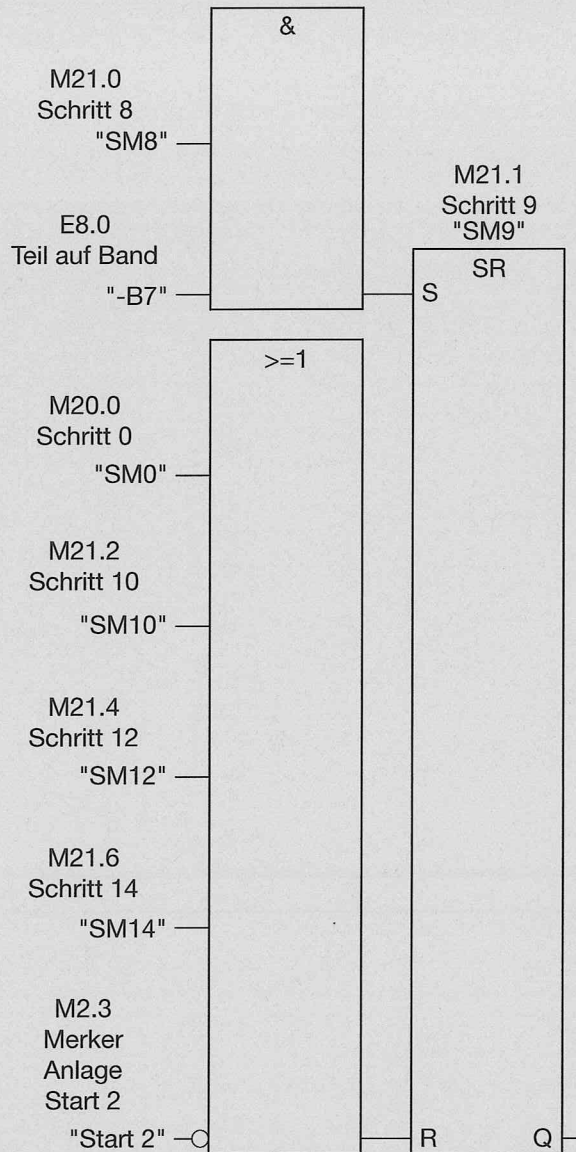 &
M21.0
Schritt 8
"SM8"
E8.0
Teil auf Band
"-B7"
M21.1
Schritt 9
"SM9"
SR
S
>=1
M20.0
Schritt 0
"SM0"
M21.2
Schritt 10
"SM10"
M21.4
Schritt 12
"SM12"
M21.6
Schritt 14
"SM14"
M2.3
Merker
Anlage
Start 2
"Start 2"
R
Q